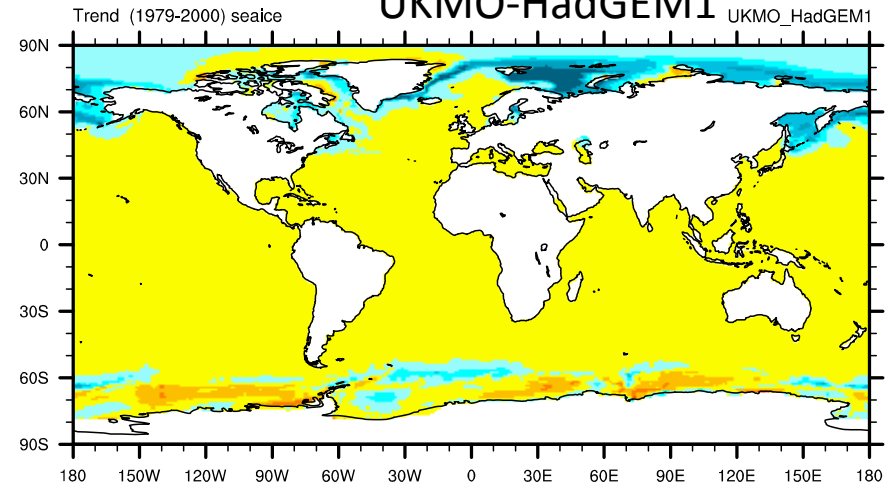 UKMO-HadGEM1
Trend (1979-2000) seaice
UKMO_HadGEM1
90N
60N
30N
0
30S
60S
90S
180 150W 120W 90W 60W 30W 0 30E 60E 90E 120E 150E 180